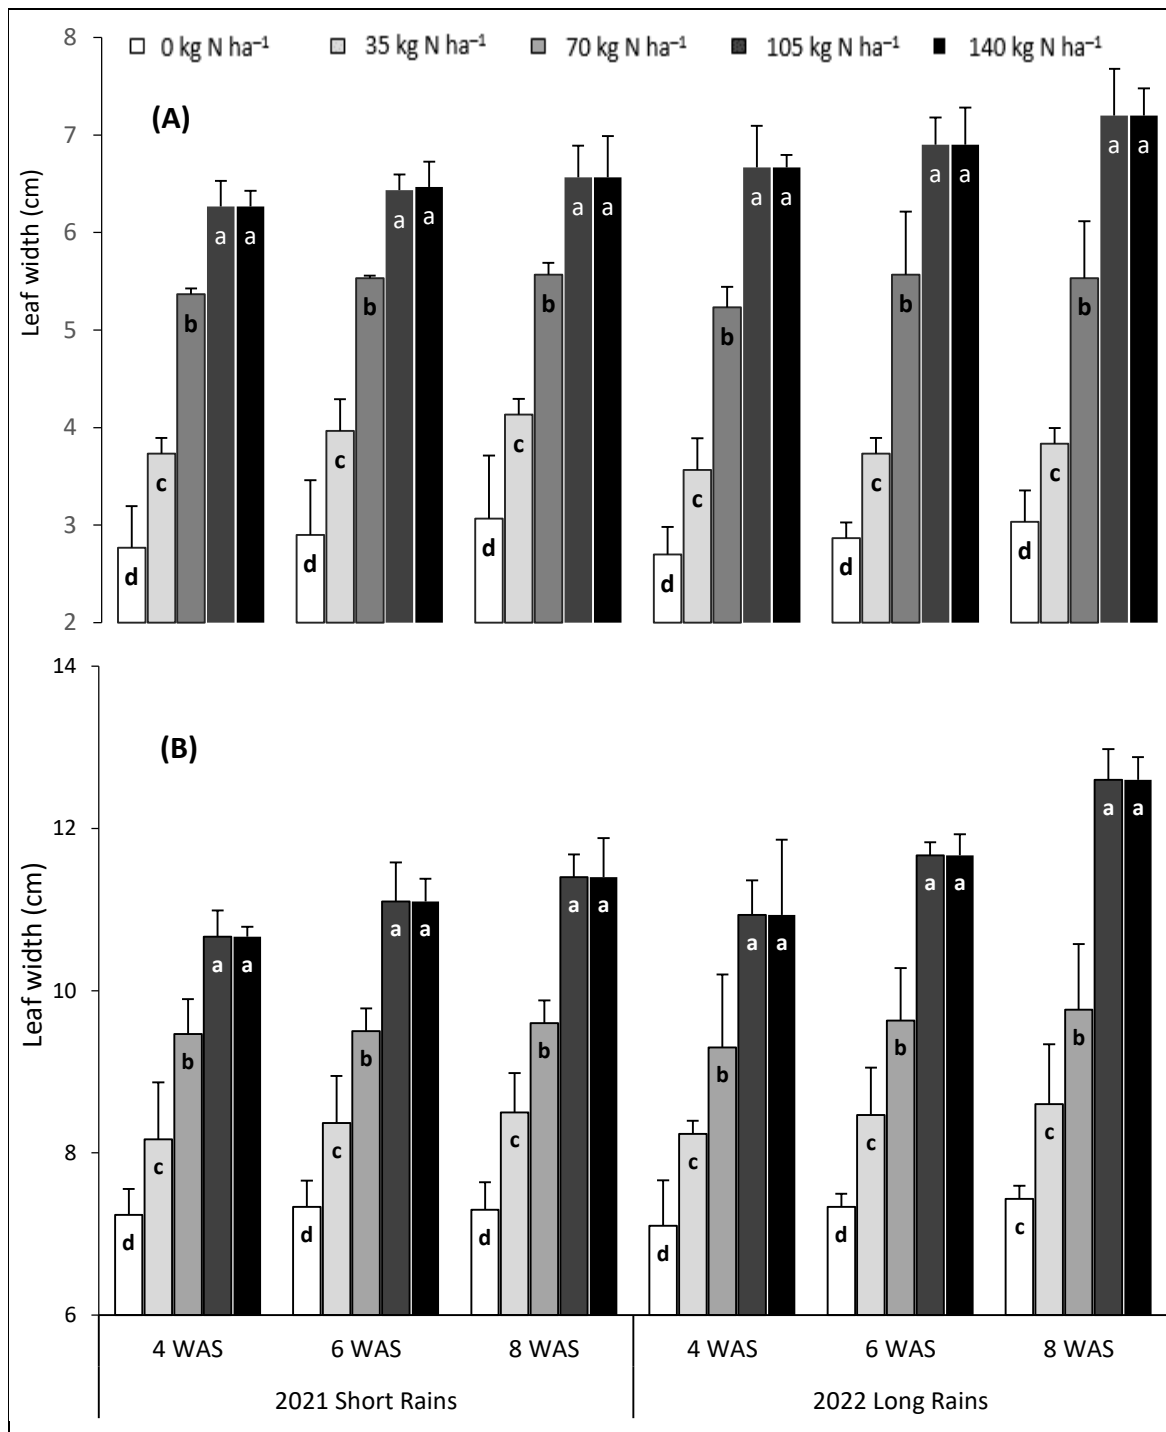 8 0 kg N ha⁻¹ 35 kg N ha⁻¹ 70 kg N ha⁻¹ 105 kg N ha⁻¹ 140 kg N ha⁻¹
(A)
Leaf width (cm)
7
6
5
4
3
2
d c b a a d c b a a d c b a a d c b a a d c b a a d c b a a
(B)
Leaf width (cm)
14
12
10
8
6
d c b a a d c b a a d c b a a d c b a a d c b a a c c b a a
4 WAS 6 WAS 8 WAS 4 WAS 6 WAS 8 WAS
2021 Short Rains 2022 Long Rains